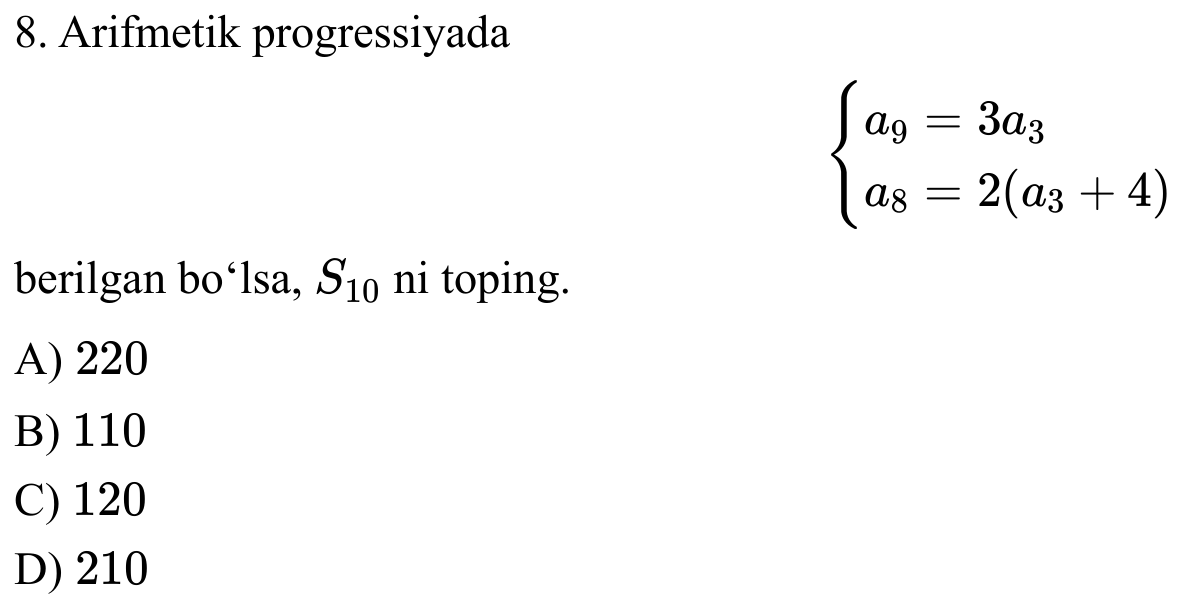 8. Arifmetik progressiyada
a₉ = 3a₃
a₈ = 2(a₃ + 4)
berilgan bo‘lsa, S₁₀ ni toping.
A) 220
B) 110
C) 120
D) 210